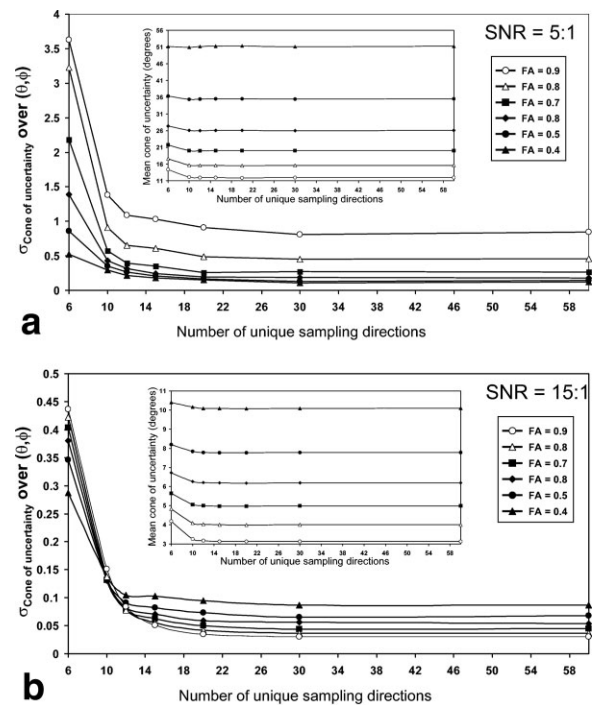 SNR = 5:1
FA = 0.9
FA = 0.8
FA = 0.7
FA = 0.8
FA = 0.5
FA = 0.4
4
3.5
3
2.5
2
1.5
1
0.5
0
σCone of uncertainty over (θ,ϕ)
6 10 14 18 22 26 30 34 38 42 46 50 54 58
Number of unique sampling directions
56
51
46
41
36
31
26
21
16
11
Mean cone of uncertainty (degrees)
6 10 14 18 22 26 30 34 38 42 46 50 54 58
Number of unique sampling directions
a
SNR = 15:1
FA = 0.9
FA = 0.8
FA = 0.7
FA = 0.8
FA = 0.5
FA = 0.4
0.5
0.45
0.4
0.35
0.3
0.25
0.2
0.15
0.1
0.05
0
σCone of uncertainty over (θ,ϕ)
6 10 14 18 22 26 30 34 38 42 46 50 54 58
Number of unique sampling directions
11
10
9
8
7
6
5
4
3
Mean cone of uncertainty (degrees)
6 10 14 18 22 26 30 34 38 42 46 50 54 58
Number of unique sampling directions
b